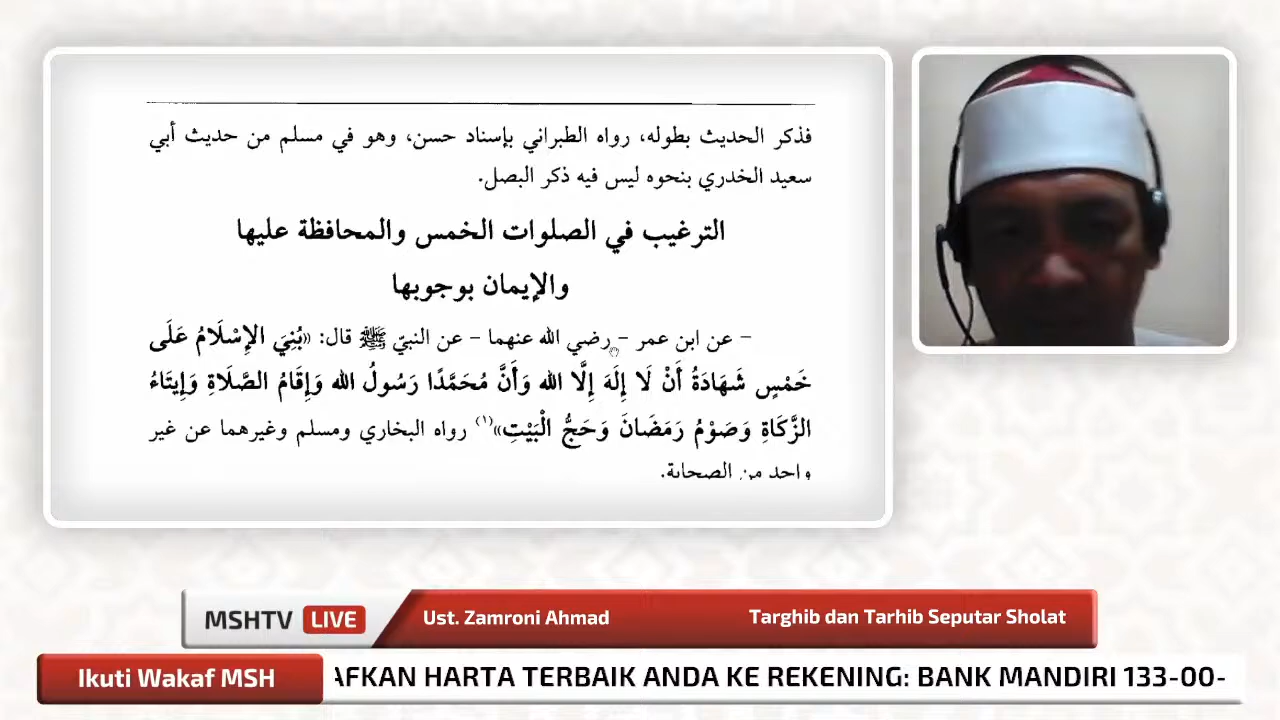 فذكر الحديث بطوله، رواه الطبراني بإسناد حسن، وهو في مسلم من حديث أبي
سعيد الخدري بنحوه ليس فيه ذكر البصل.
الترغيب في الصلوات الخمس والمحافظة عليها
والإيمان بوجوبها
- عن ابن عمر - رضي الله عنهما - عن النبيّ ﷺ قال: «بُنِيَ الإِسْلَامُ عَلَى
خَمْسٍ شَهَادَةُ أَنْ لَا إِلَهَ إِلَّا الله وَأَنَّ مُحَمَّدًا رَسُولُ الله وَإِقَامُ الصَّلَاةِ وَإِيتَاءُ
الزَّكَاةِ وَصَوْمُ رَمَضَانَ وَحَجُّ الْبَيْتِ»(١) رواه البخاري ومسلم وغيرهما عن غير
واحد من الصحابة.
MSHTV LIVE
Ust. Zamroni Ahmad
Targhib dan Tarhib Seputar Sholat
Ikuti Wakaf MSH
AFKAN HARTA TERBAIK ANDA KE REKENING: BANK MANDIRI 133-00-